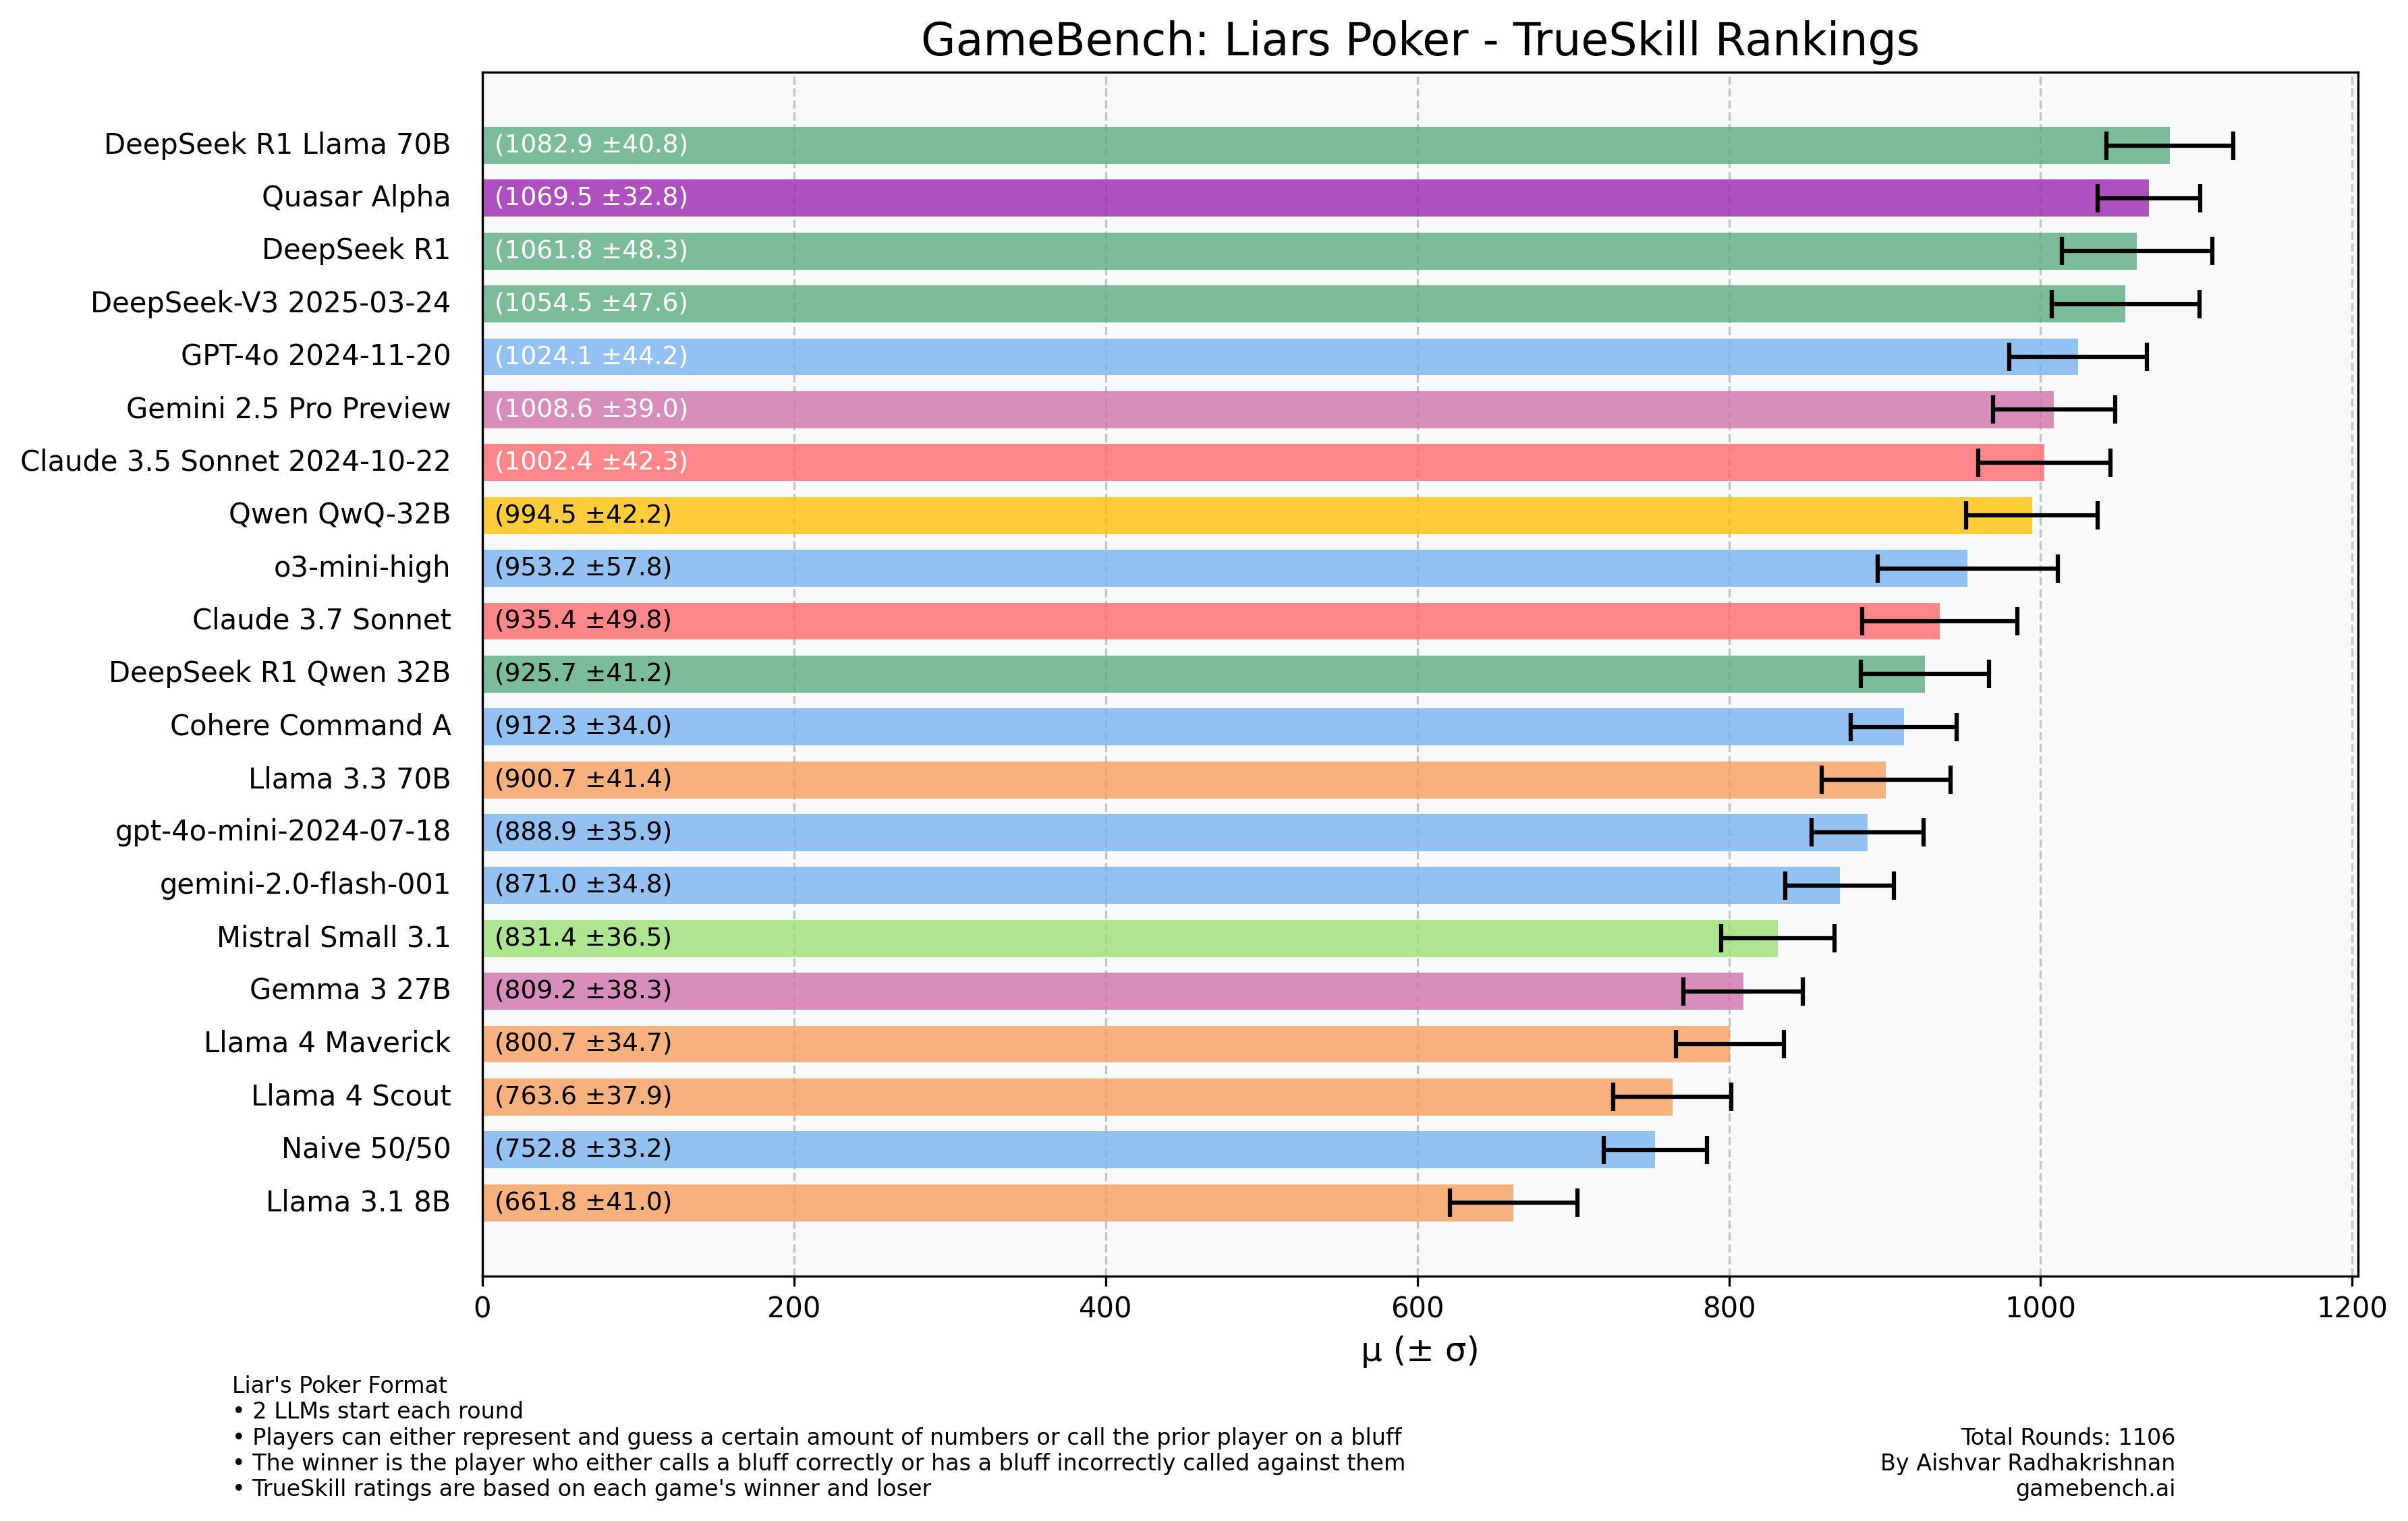 GameBench: Liars Poker - TrueSkill Rankings
DeepSeek R1 Llama 70B (1082.9 ±40.8)
Quasar Alpha (1069.5 ±32.8)
DeepSeek R1 (1061.8 ±48.3)
DeepSeek-V3 2025-03-24 (1054.5 ±47.6)
GPT-4o 2024-11-20 (1024.1 ±44.2)
Gemini 2.5 Pro Preview (1008.6 ±39.0)
Claude 3.5 Sonnet 2024-10-22 (1002.4 ±42.3)
Qwen QwQ-32B (994.5 ±42.2)
o3-mini-high (953.2 ±57.8)
Claude 3.7 Sonnet (935.4 ±49.8)
DeepSeek R1 Qwen 32B (925.7 ±41.2)
Cohere Command A (912.3 ±34.0)
Llama 3.3 70B (900.7 ±41.4)
gpt-4o-mini-2024-07-18 (888.9 ±35.9)
gemini-2.0-flash-001 (871.0 ±34.8)
Mistral Small 3.1 (831.4 ±36.5)
Gemma 3 27B (809.2 ±38.3)
Llama 4 Maverick (800.7 ±34.7)
Llama 4 Scout (763.6 ±37.9)
Naive 50/50 (752.8 ±33.2)
Llama 3.1 8B (661.8 ±41.0)
0 200 400 600 800 1000 1200
μ (± σ)
Liar's Poker Format
• 2 LLMs start each round
• Players can either represent and guess a certain amount of numbers or call the prior player on a bluff
• The winner is the player who either calls a bluff correctly or has a bluff incorrectly called against them
• TrueSkill ratings are based on each game's winner and loser
Total Rounds: 1106
By Aishvar Radhakrishnan
gamebench.ai